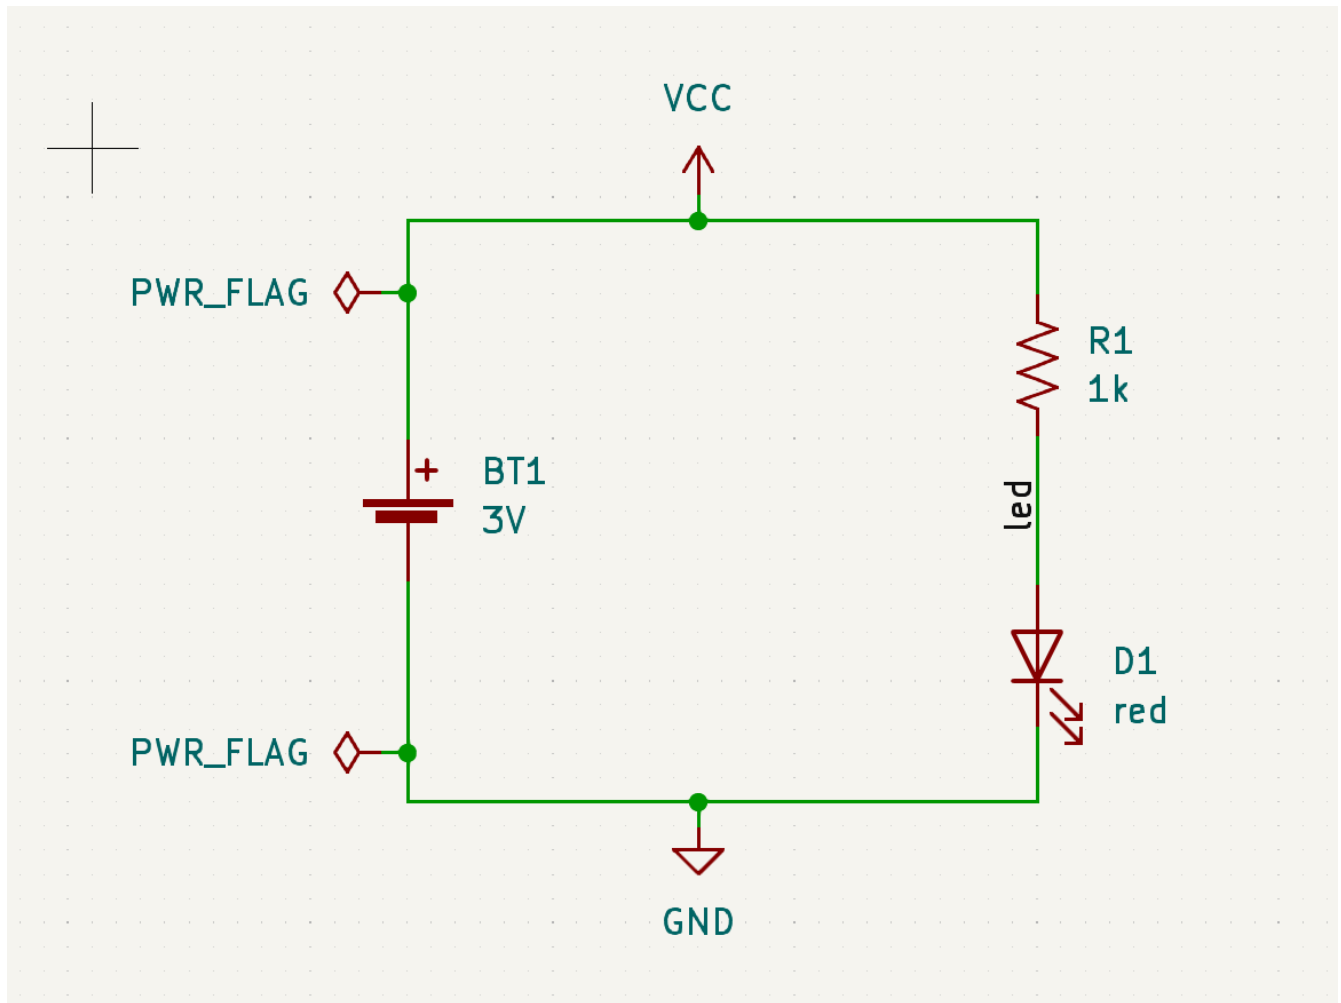 VCC
PWR_FLAG
R1
1k
+
BT1
3V
led
D1
red
PWR_FLAG
GND